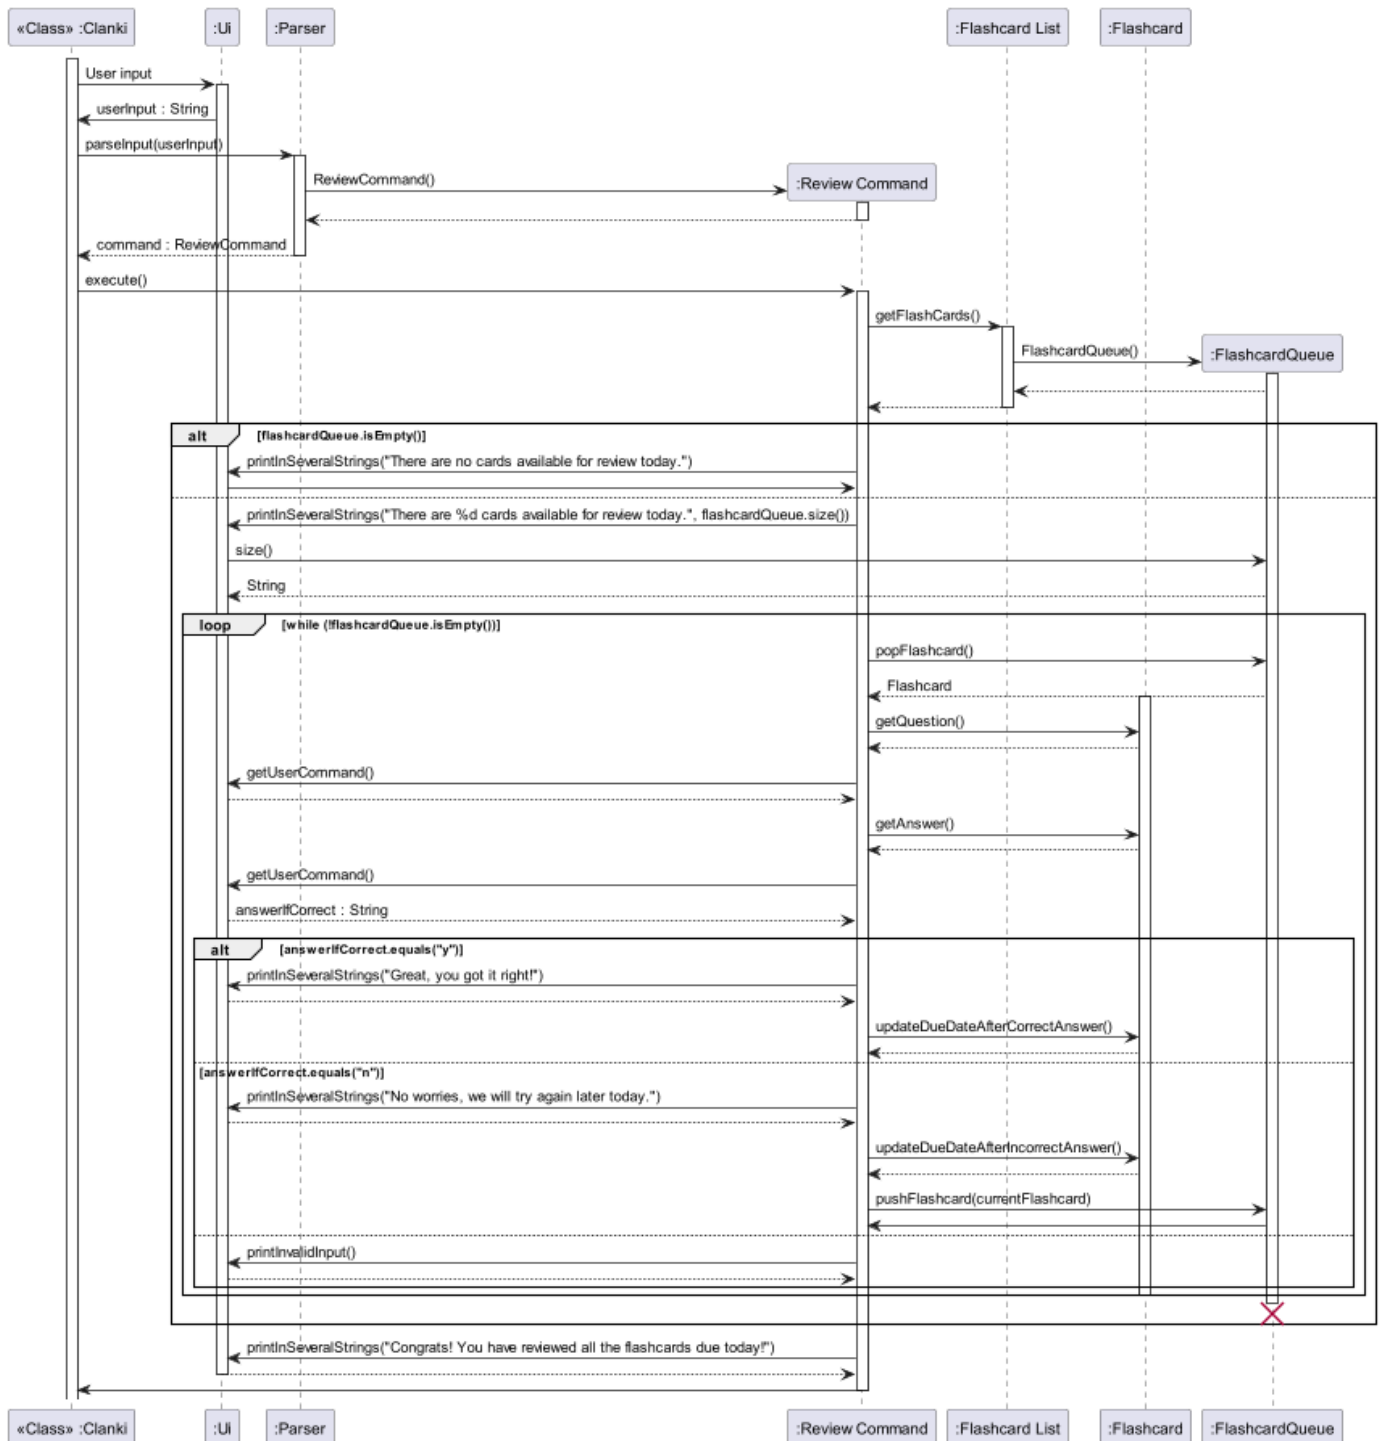 «Class» :Clanki
:Ui
:Parser
:Flashcard List
:Flashcard
User input
userInput : String
parseInput(userInput)
ReviewCommand()
:Review Command
command : ReviewCommand
execute()
getFlashCards()
FlashcardQueue()
:FlashcardQueue
alt [flashcardQueue.isEmpty()]
printInSeveralStrings("There are no cards available for review today.")
printInSeveralStrings("There are %d cards available for review today.", flashcardQueue.size())
size()
String
loop [while (!flashcardQueue.isEmpty())]
popFlashcard()
Flashcard
getQuestion()
getUserCommand()
getAnswer()
getUserCommand()
answerIfCorrect : String
alt [answerIfCorrect.equals("y")]
printInSeveralStrings("Great, you got it right!")
updateDueDateAfterCorrectAnswer()
[answerIfCorrect.equals("n")]
printInSeveralStrings("No worries, we will try again later today.")
updateDueDateAfterIncorrectAnswer()
pushFlashcard(currentFlashcard)
printInvalidInput()
printInSeveralStrings("Congrats! You have reviewed all the flashcards due today!")
«Class» :Clanki
:Ui
:Parser
:Review Command
:Flashcard List
:Flashcard
:FlashcardQueue